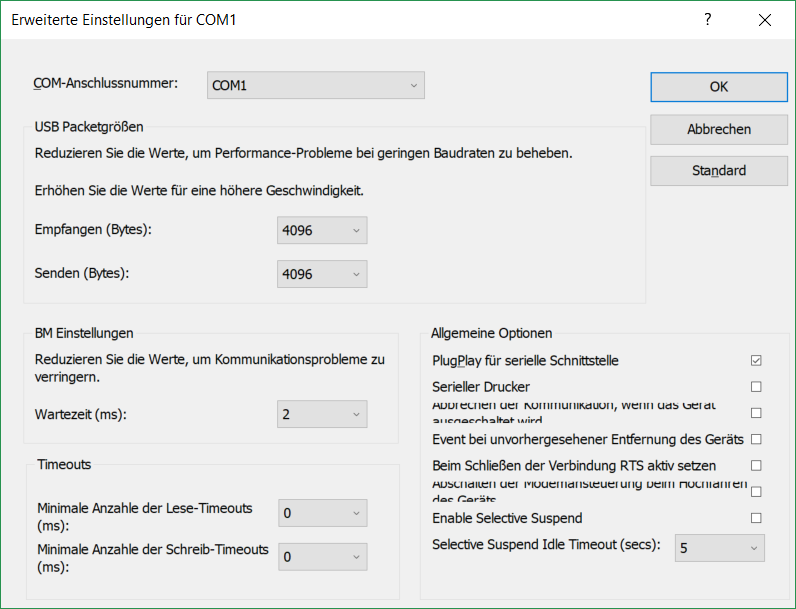 Erweiterte Einstellungen für COM1
?
COM-Anschlussnummer:
COM1
OK
Abbrechen
Standard
USB Packetgrößen
Reduzieren Sie die Werte, um Performance-Probleme bei geringen Baudraten zu beheben.
Erhöhen Sie die Werte für eine höhere Geschwindigkeit.
Empfangen (Bytes):
4096
Senden (Bytes):
4096
BM Einstellungen
Reduzieren Sie die Werte, um Kommunikationsprobleme zu
verringern.
Wartezeit (ms):
2
Timeouts
Minimale Anzahle der Lese-Timeouts
(ms):
0
Minimale Anzahle der Schreib-Timeouts
(ms):
0
Allgemeine Optionen
PlugPlay für serielle Schnittstelle
Serieller Drucker
Abbrechen der Kommunikation, wenn das Gerät
ausgeschaltet wird
Event bei unvorhergesehener Entfernung des Geräts
Beim Schließen der Verbindung RTS aktiv setzen
Abschalten der Modemansteuerung beim Hochfahren
des Geräts
Enable Selective Suspend
Selective Suspend Idle Timeout (secs):
5